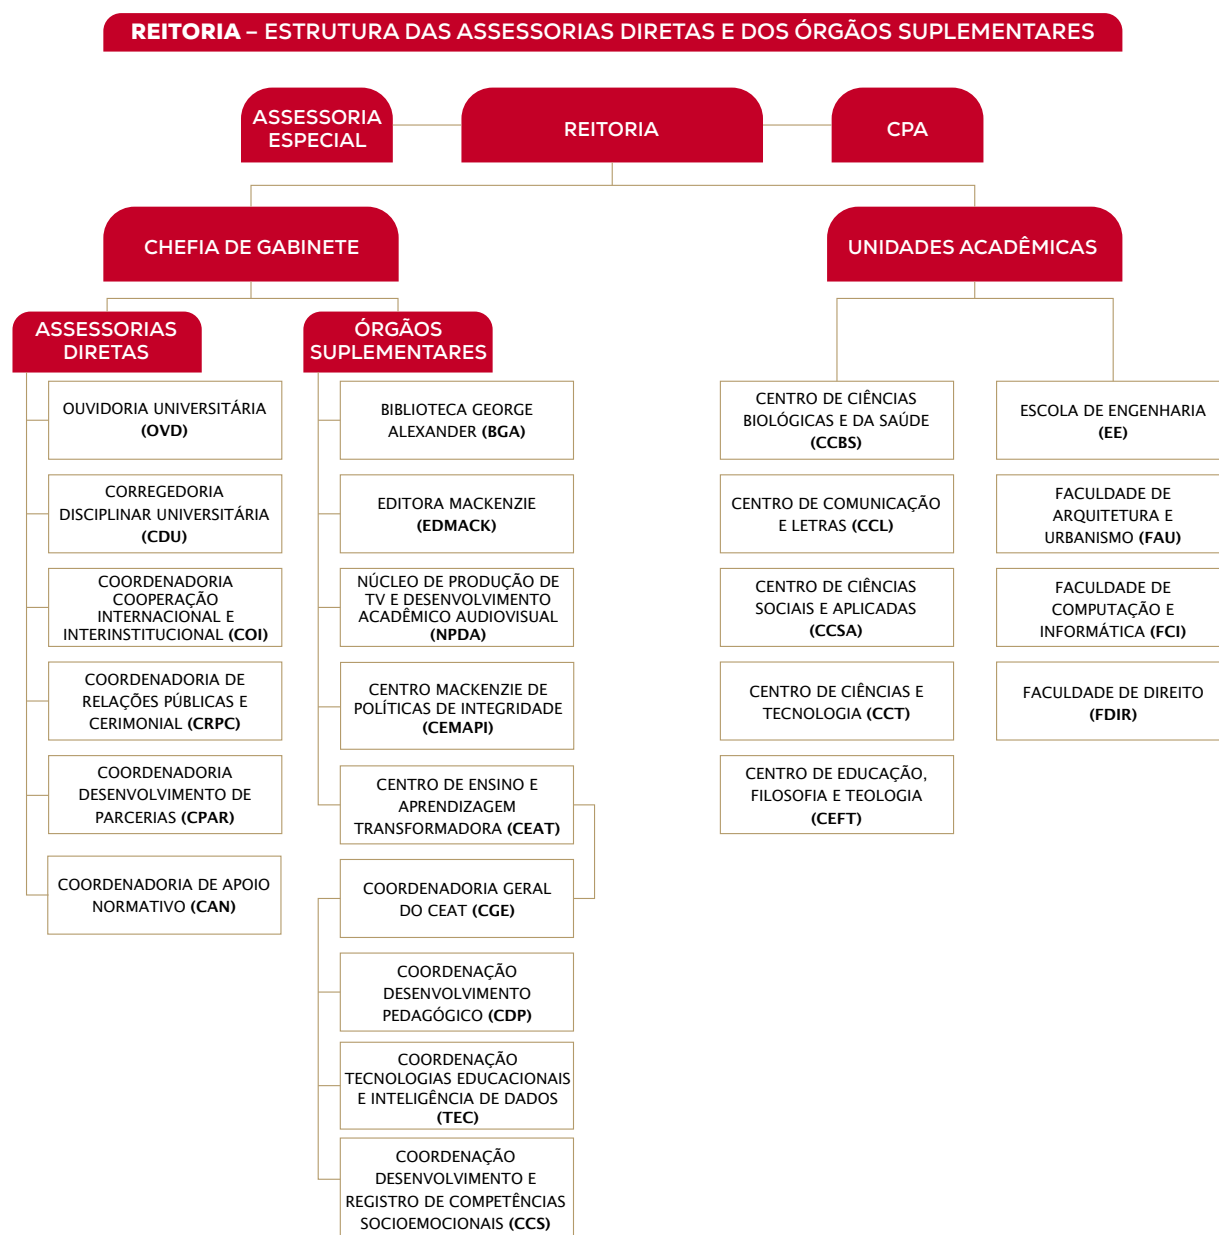 REITORIA – ESTRUTURA DAS ASSESSORIAS DIRETAS E DOS ÓRGÃOS SUPLEMENTARES
ASSESSORIA
ESPECIAL
REITORIA
CPA
CHEFIA DE GABINETE
UNIDADES ACADÊMICAS
ASSESSORIAS
DIRETAS
OUVIDORIA UNIVERSITÁRIA
(OVD)
CORREGEDORIA
DISCIPLINAR UNIVERSITÁRIA
(CDU)
COORDENADORIA
COOPERAÇÃO
INTERNACIONAL E
INTERINSTITUCIONAL (COI)
COORDENADORIA DE
RELAÇÕES PÚBLICAS E
CERIMONIAL (CRPC)
COORDENADORIA
DESENVOLVIMENTO DE
PARCERIAS (CPAR)
COORDENADORIA DE APOIO
NORMATIVO (CAN)
ÓRGÃOS
SUPLEMENTARES
BIBLIOTECA GEORGE
ALEXANDER (BGA)
EDITORA MACKENZIE
(EDMACK)
NÚCLEO DE PRODUÇÃO DE
TV E DESENVOLVIMENTO
ACADÊMICO AUDIOVISUAL
(NPDA)
CENTRO MACKENZIE DE
POLÍTICAS DE INTEGRIDADE
(CEMAPI)
CENTRO DE ENSINO E
APRENDIZAGEM
TRANSFORMADORA (CEAT)
COORDENADORIA GERAL
DO CEAT (CGE)
COORDENAÇÃO
DESENVOLVIMENTO
PEDAGÓGICO (CDP)
COORDENAÇÃO
TECNOLOGIAS EDUCACIONAIS
E INTELIGÊNCIA DE DADOS
(TEC)
COORDENAÇÃO
DESENVOLVIMENTO E
REGISTRO DE COMPETÊNCIAS
SOCIOEMOCIONAIS (CCS)
CENTRO DE CIÊNCIAS
BIOLÓGICAS E DA SAÚDE
(CCBS)
CENTRO DE COMUNICAÇÃO
E LETRAS (CCL)
CENTRO DE CIÊNCIAS
SOCIAIS E APLICADAS
(CCSA)
CENTRO DE CIÊNCIAS E
TECNOLOGIA (CCT)
CENTRO DE EDUCAÇÃO,
FILOSOFIA E TEOLOGIA
(CEFT)
ESCOLA DE ENGENHARIA
(EE)
FACULDADE DE
ARQUITETURA E
URBANISMO (FAU)
FACULDADE DE
COMPUTAÇÃO E
INFORMÁTICA (FCI)
FACULDADE DE DIREITO
(FDIR)